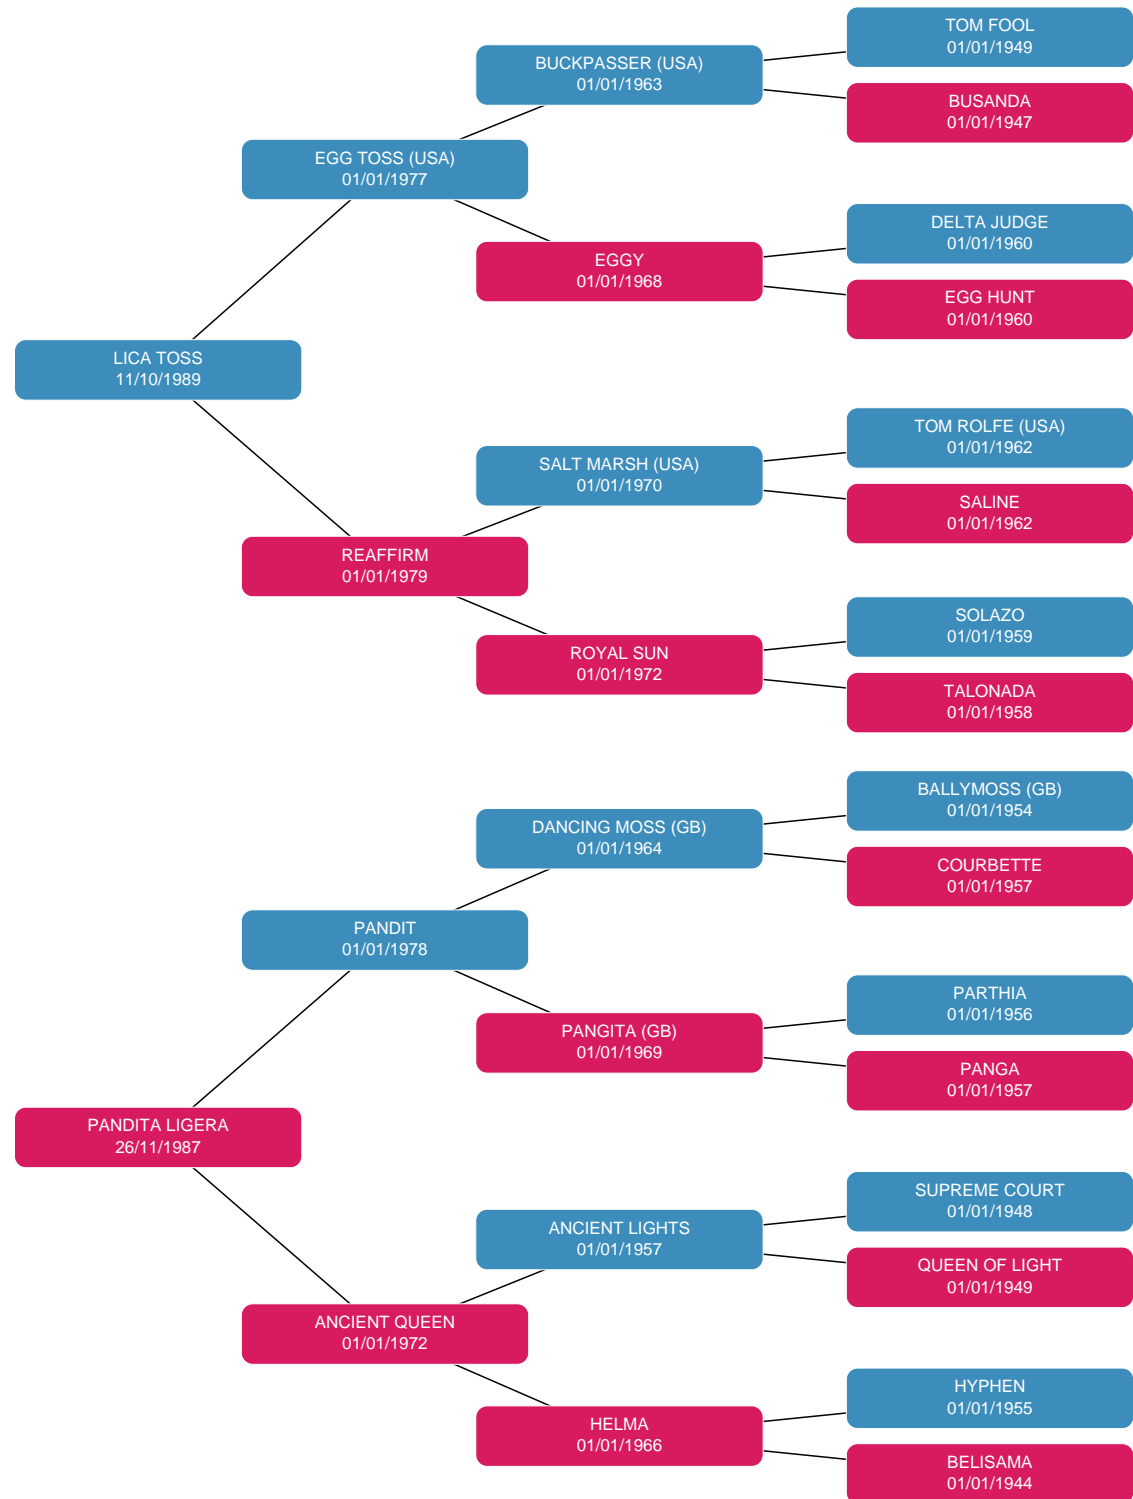 TOM FOOL
01/01/1949
BUCKPASSER (USA)
01/01/1963
BUSANDA
01/01/1947
EGG TOSS (USA)
01/01/1977
DELTA JUDGE
01/01/1960
EGGY
01/01/1968
EGG HUNT
01/01/1960
LICA TOSS
11/10/1989
TOM ROLFE (USA)
01/01/1962
SALT MARSH (USA)
01/01/1970
SALINE
01/01/1962
REAFFIRM
01/01/1979
SOLAZO
01/01/1959
ROYAL SUN
01/01/1972
TALONADA
01/01/1958
BALLYMOSS (GB)
01/01/1954
DANCING MOSS (GB)
01/01/1964
COURBETTE
01/01/1957
PANDIT
01/01/1978
PARTHIA
01/01/1956
PANGITA (GB)
01/01/1969
PANGA
01/01/1957
PANDITA LIGERA
26/11/1987
SUPREME COURT
01/01/1948
ANCIENT LIGHTS
01/01/1957
QUEEN OF LIGHT
01/01/1949
ANCIENT QUEEN
01/01/1972
HYPHEN
01/01/1955
HELMA
01/01/1966
BELISAMA
01/01/1944